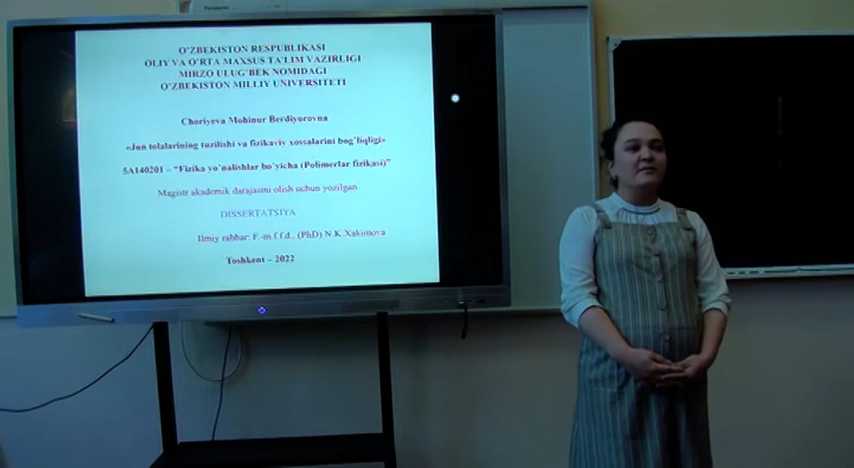 O'ZBEKISTON RESPUBLIKASI
OLIY VA O'RTA MAXSUS TA'LIM VAZIRLIGI
MIRZO ULUG'BEK NOMIDAGI
O'ZBEKISTON MILLIY UNIVERSITETI
Choriyeva Mohinur Berdiyorovna
«Jun tolalarining tuzilishi va fizikaviy xossalarini bog'liqligi»
5A140201 – "Fizika yo'nalishlar bo'yicha (Polimerlar fizikasi)"
Magistr akademik darajasini olish uchun yozilgan
DISSERTATSIYA
Ilmiy rahbar: F.-m.f.f.d., (PhD) N.K.Xakimova
Toshkent – 2022